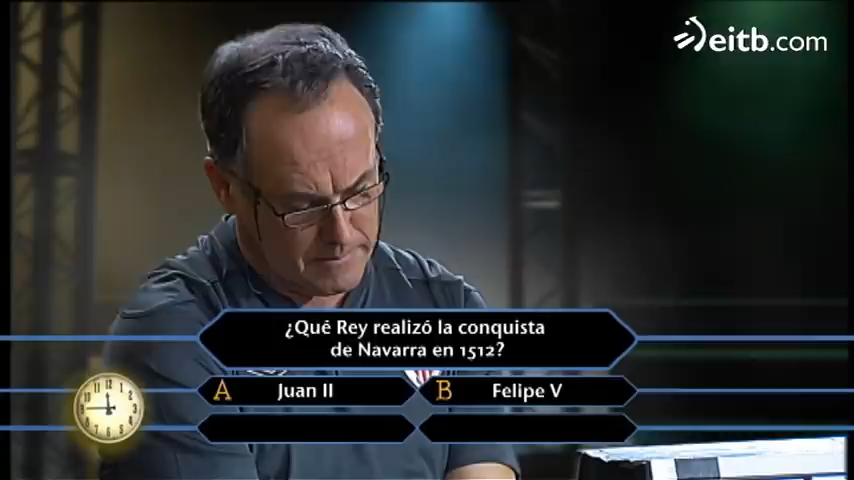 eitb.com
¿Qué Rey realizó la conquista
de Navarra en 1512?
A Juan II
B Felipe V